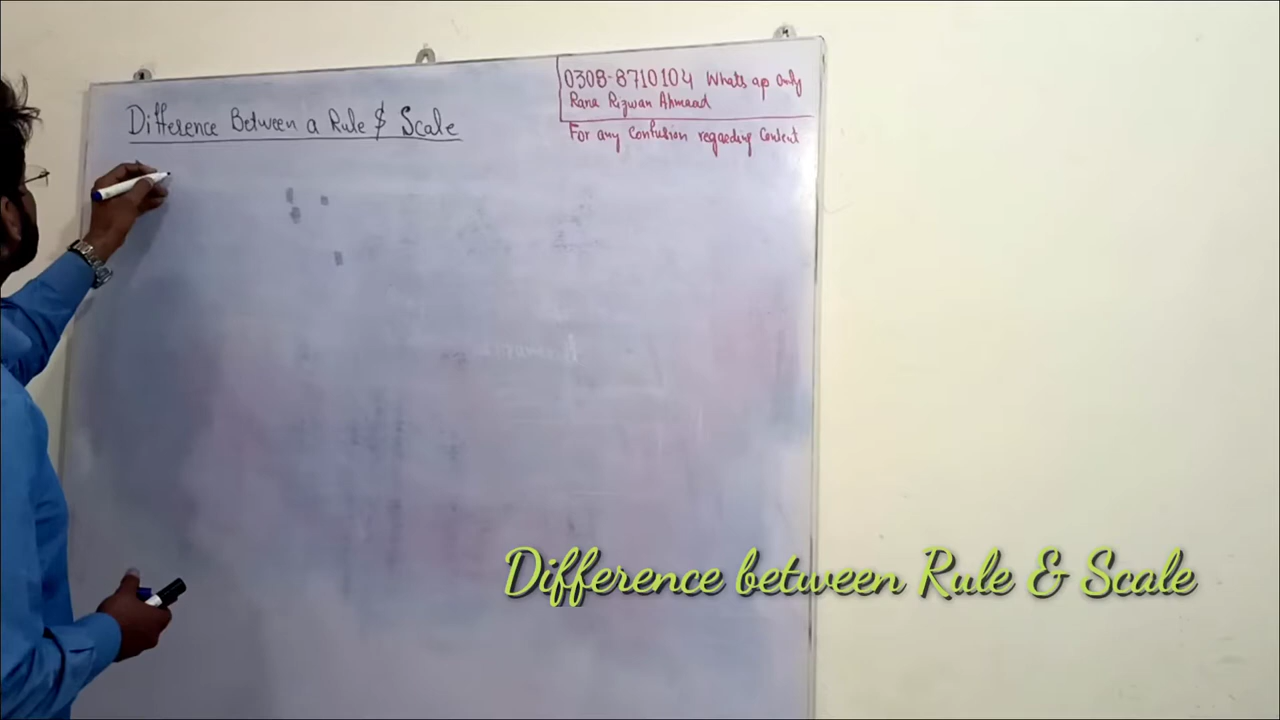 Difference Between a Rule & Scale
0308-8710104 Whats ap only
Rana Rizwan Ahmaad
For any Confusion regaeding Content
Difference between Rule & Scale